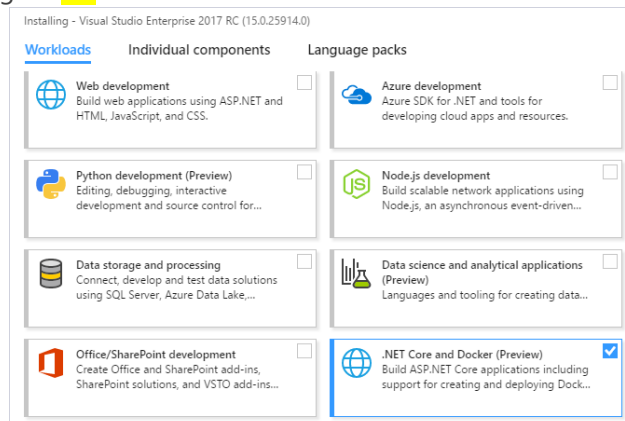 Installing - Visual Studio Enterprise 2017 RC (15.0.25914.0)
Workloads Individual components Language packs
Web development
Build web applications using ASP.NET and
HTML, JavaScript, and CSS.
Azure development
Azure SDK for .NET and tools for
developing cloud apps and resources.
Python development (Preview)
Editing, debugging, interactive
development and source control for...
Node.js development
Build scalable network applications using
Node.js, an asynchronous event-driven...
Data storage and processing
Connect, develop and test data solutions
using SQL Server, Azure Data Lake,...
Data science and analytical applications
(Preview)
Languages and tooling for creating data...
Office/SharePoint development
Create Office and SharePoint add-ins,
SharePoint solutions, and VSTO add-ins...
.NET Core and Docker (Preview)
Build ASP.NET Core applications including
support for creating and deploying Dock...